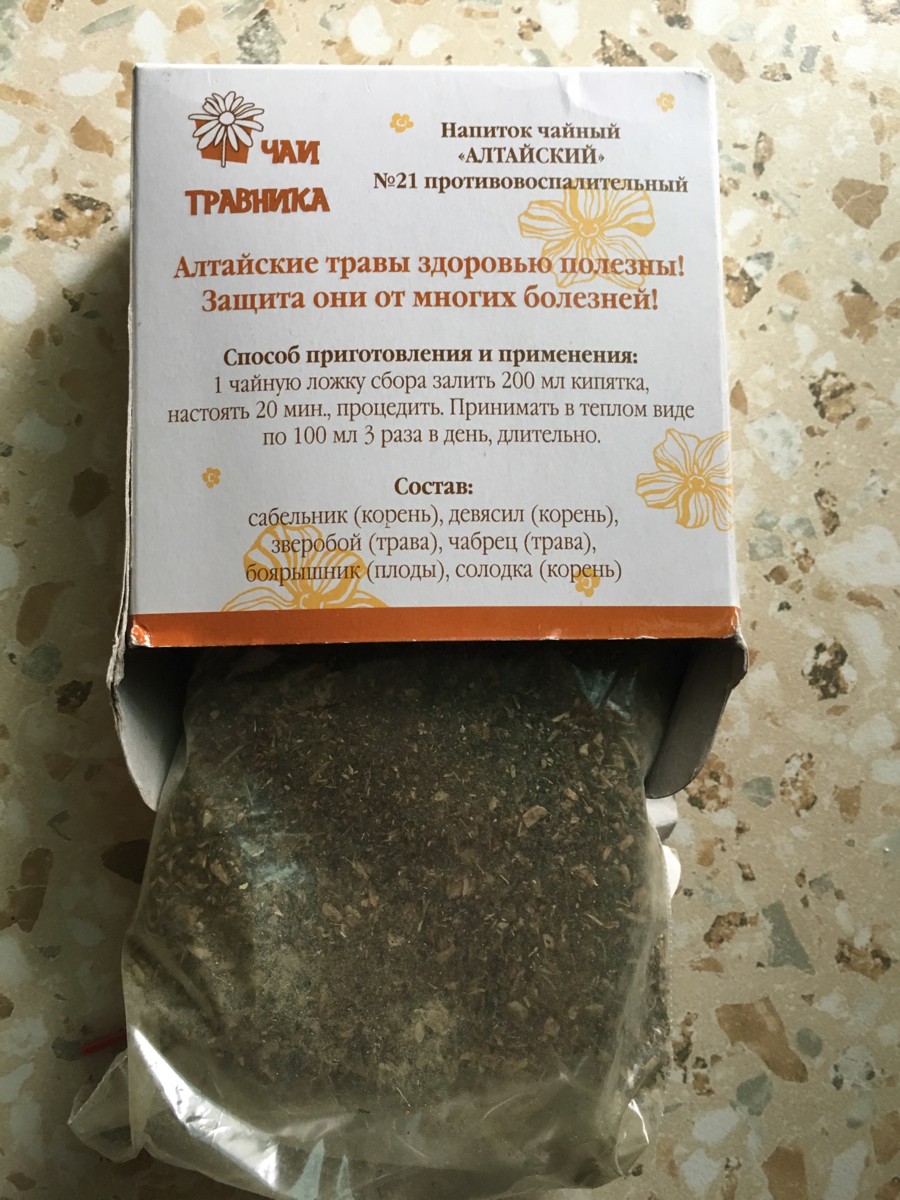 ЧАИ
ТРАВНИКА
Напиток чайный
«АЛТАЙСКИЙ»
№21 противовоспалительный
Алтайские травы здоровью полезны!
Защита они от многих болезней!
Способ приготовления и применения:
1 чайную ложку сбора залить 200 мл кипятка,
настоять 20 мин., процедить. Принимать в теплом виде
по 100 мл 3 раза в день, длительно.
Состав:
сабельник (корень), девясил (корень),
зверобой (трава), чабрец (трава),
боярышник (плоды), солодка (корень)